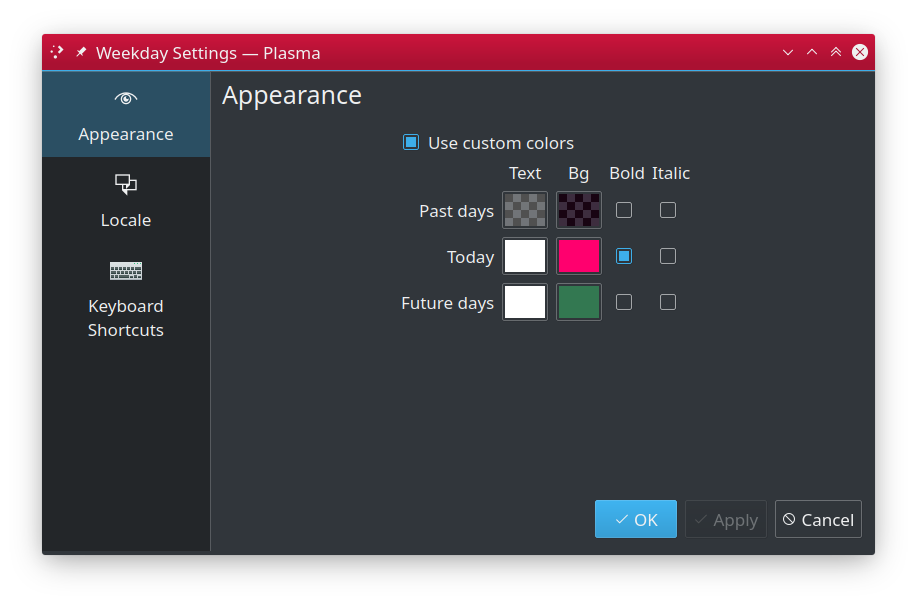 Weekday Settings — Plasma
Appearance
Locale
Keyboard
Shortcuts
Appearance
Use custom colors
Text Bg Bold Italic
Past days
Today
Future days
OK Apply Cancel